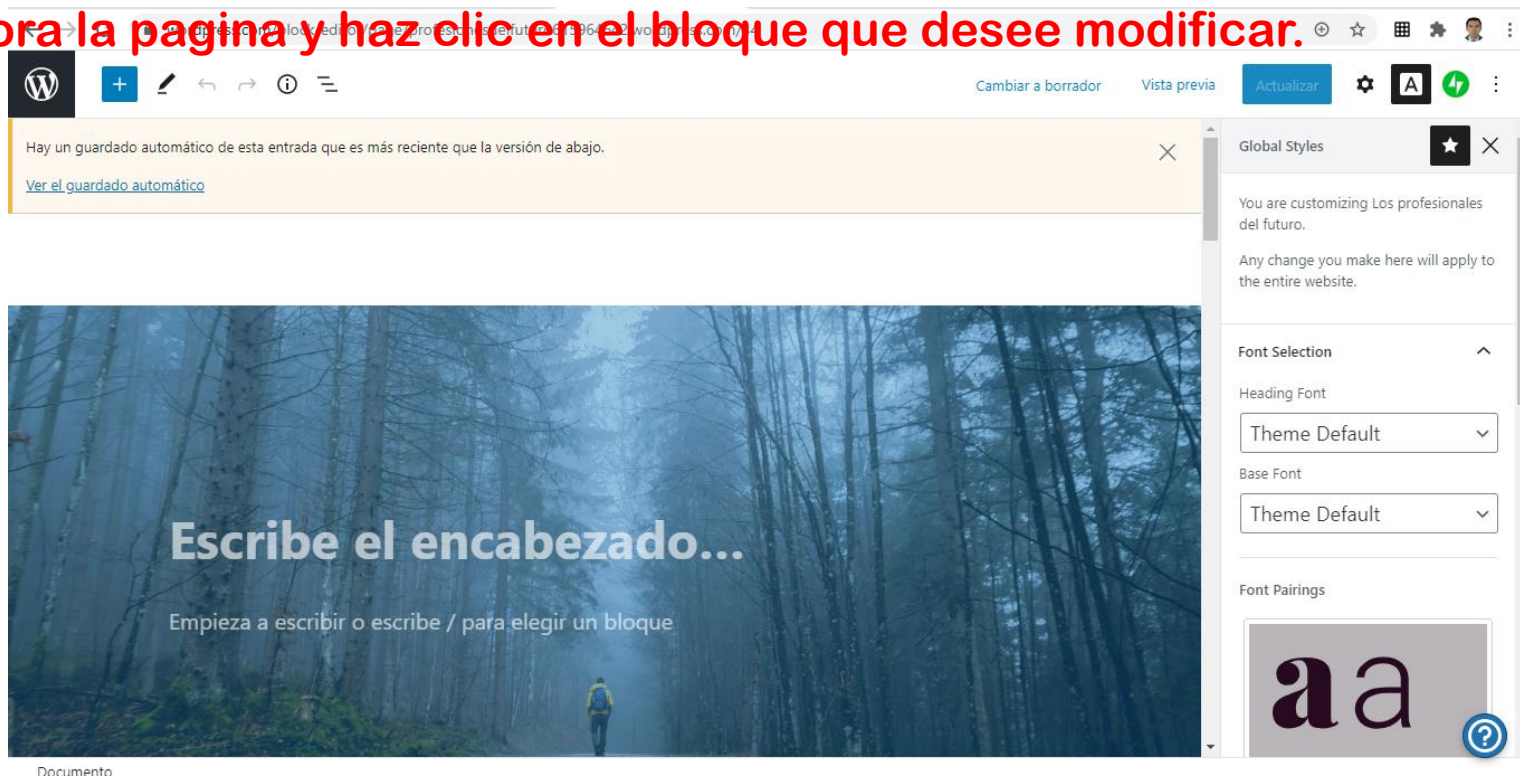 ora la pagina y haz clic en el bloque que desee modificar.
Cambiar a borrador
Vista previa
Actualizar
A
Hay un guardado automático de esta entrada que es más reciente que la versión de abajo.
Ver el guardado automático
Global Styles
You are customizing Los profesionales
del futuro.
Any change you make here will apply to
the entire website.
Font Selection
Heading Font
Theme Default
Base Font
Theme Default
Font Pairings
aa
Escribe el encabezado...
Empieza a escribir o escribe / para elegir un bloque
Documento